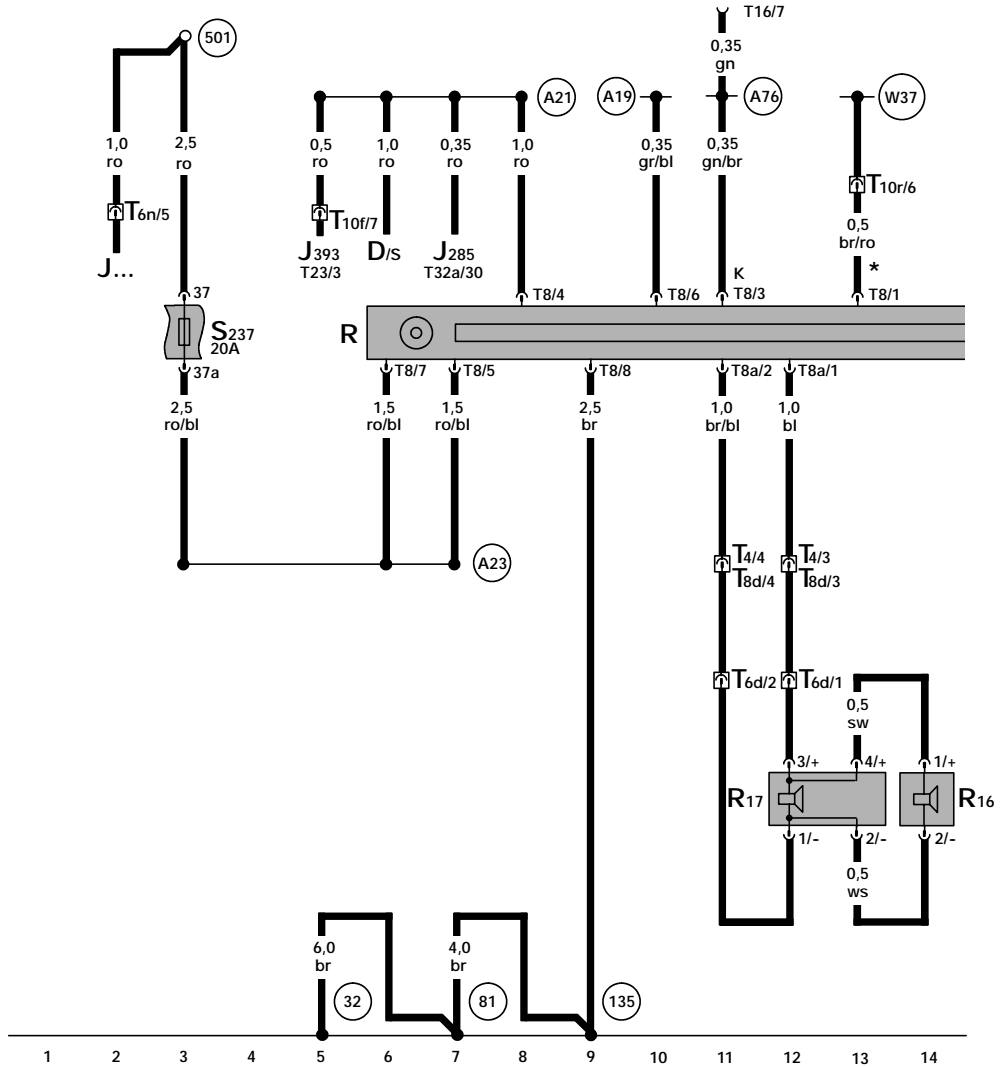 T16/7
501
0,35
gn
A21
A19
A76
W37
1,0
ro
2,5
ro
0,5
ro
1,0
ro
0,35
ro
1,0
ro
0,35
gr/bl
0,35
gn/br
T10r/6
T6n/5
T10f/7
0,5
br/ro
J...
J393
T23/3
D/s
J285
T32a/30
K
*
37
T8/4
T8/6
T8/3
T8/1
S237
20A
R
37a
T8/7
T8/5
T8/8
T8a/2
T8a/1
2,5
ro/bl
1,5
ro/bl
1,5
ro/bl
2,5
br
1,0
br/bl
1,0
bl
A23
T4/4
T8d/4
T4/3
T8d/3
T6d/2
T6d/1
0,5
sw
3/+
4/+
1/+
R17
R16
1/-
2/-
2/-
0,5
ws
6,0
br
4,0
br
32
81
135
1 2 3 4 5 6 7 8 9 10 11 12 13 14